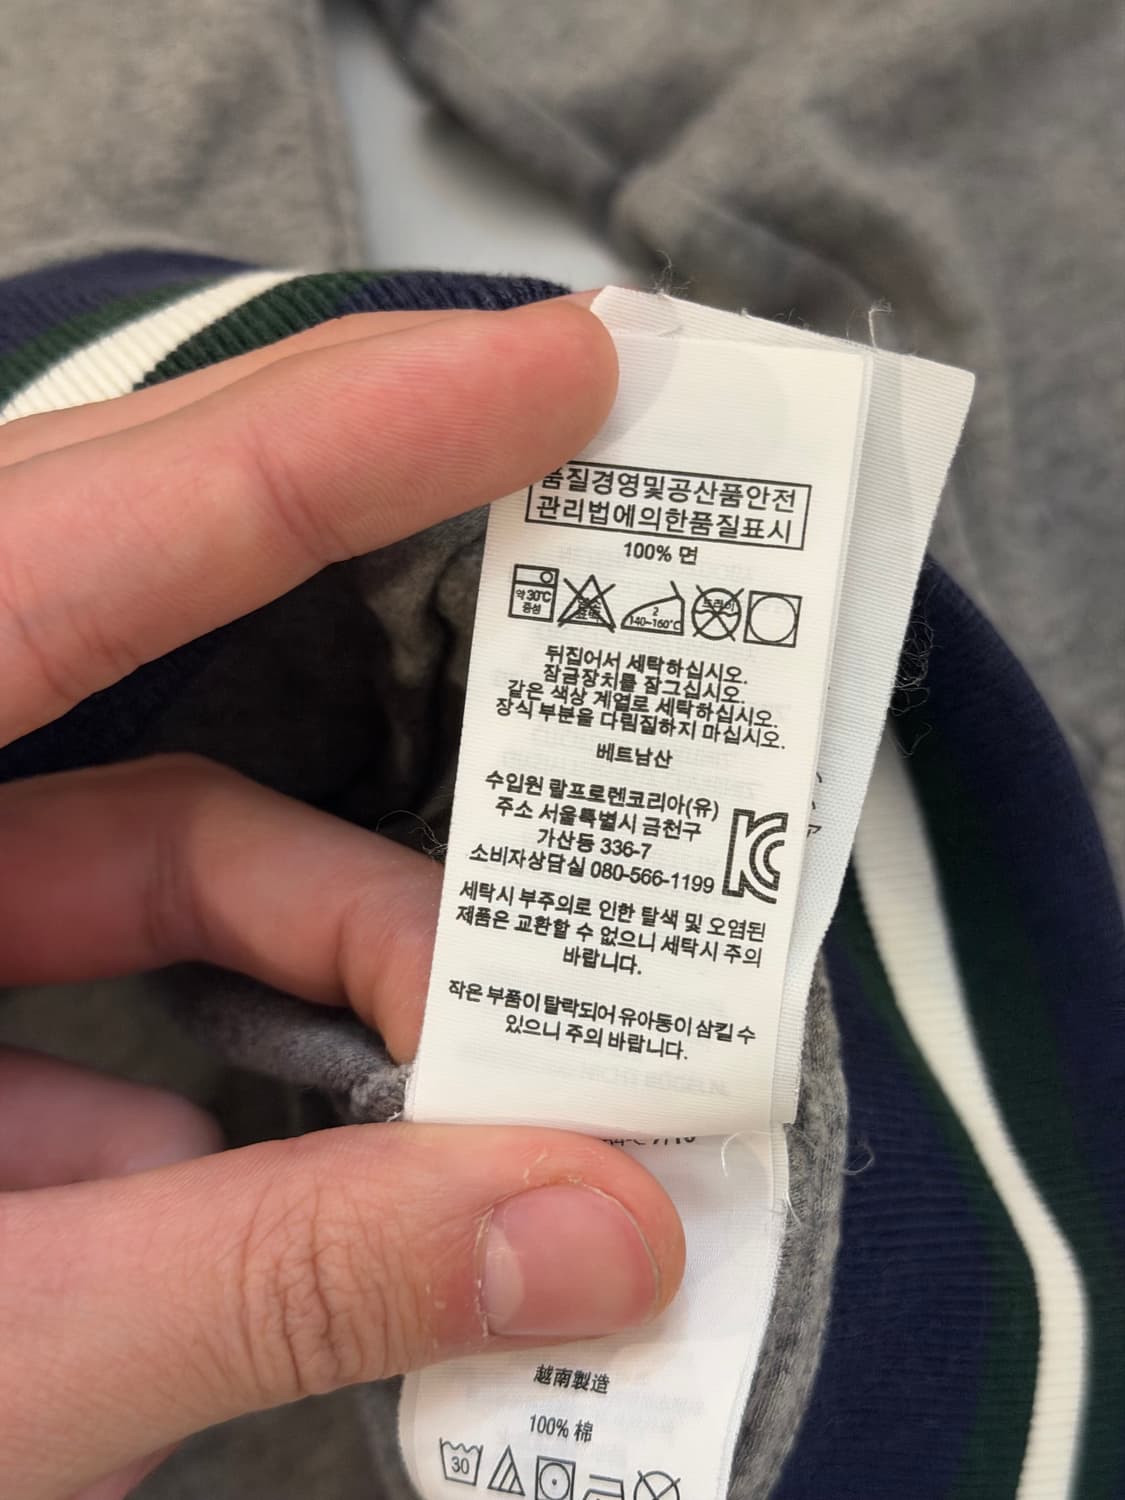 품질경영및공산품안전
관리법에의한품질표시
100% 면
약 30℃
중성
염소
표백
2
140~160℃
드라이
뒤집어서 세탁하십시오.
잠금장치를 잠그십시오.
같은 색상 계열로 세탁하십시오.
장식 부분을 다림질하지 마십시오.
베트남산
수입원 랄프로렌코리아(유)
주소 서울특별시 금천구
가산동 336-7
소비자상담실 080-566-1199
세탁시 부주의로 인한 탈색 및 오염된
제품은 교환할 수 없으니 세탁시 주의
바랍니다.
작은 부품이 탈락되어 유아동이 삼킬 수
있으니 주의 바랍니다.
越南製造
100% 棉
30